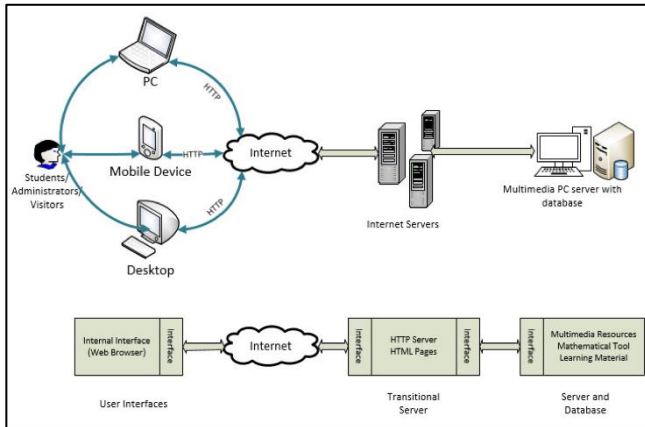 PC
HTTP
Students/
Administrators/
Visitors
Mobile Device
HTTP
Internet
HTTP
Desktop
Internet Servers
Multimedia PC server with
database
Internal Interface
(Web Browser)
Interface
Internet
Interface
HTTP Server
HTML Pages
Interface
Interface
Multimedia Resources
Mathematical Tool
Learning Material
User Interfaces
Transitional
Server
Server and
Database